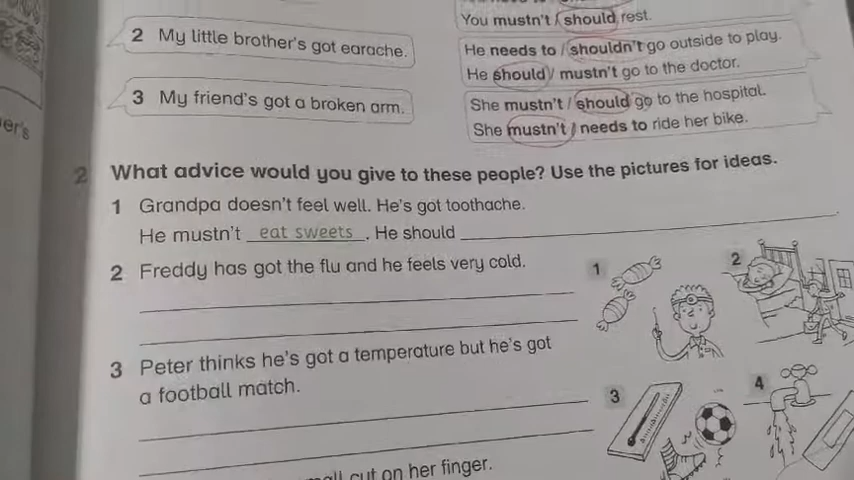 You mustn't / should rest.
2 My little brother's got earache.
He needs to / shouldn't go outside to play.
He should / mustn't go to the doctor.
3 My friend's got a broken arm.
She mustn't / should go to the hospital.
She mustn't / needs to ride her bike.
er's
2 What advice would you give to these people? Use the pictures for ideas.
1 Grandpa doesn't feel well. He's got toothache.
He mustn't eat sweets. He should
2 Freddy has got the flu and he feels very cold.
3 Peter thinks he's got a temperature but he's got
a football match.
cut on her finger.
1
2
3
4